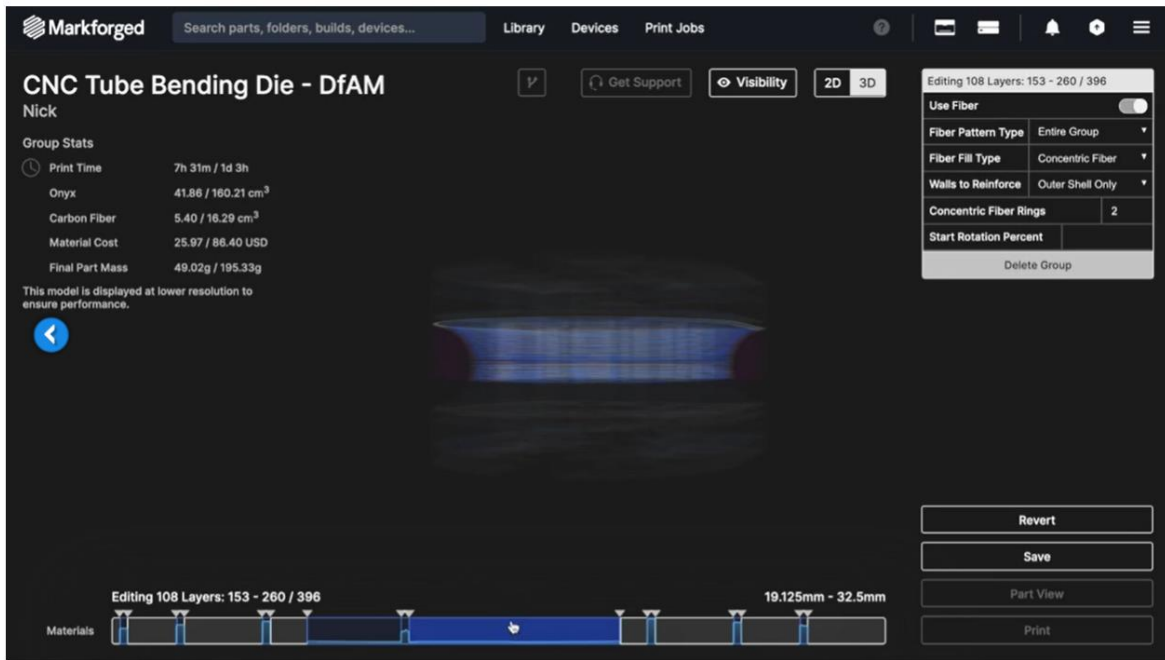 Markforged
Search parts, folders, builds, devices...
Library
Devices
Print Jobs
?
CNC Tube Bending Die - DfAM
Nick
Get Support
Visibility
2D 3D
Group Stats
Print Time 7h 31m / 1d 3h
Onyx 41.86 / 160.21 cm³
Carbon Fiber 5.40 / 16.29 cm³
Material Cost 25.97 / 86.40 USD
Final Part Mass 49.02g / 195.33g
This model is displayed at lower resolution to
ensure performance.
Editing 108 Layers: 153 - 260 / 396
Use Fiber
Fiber Pattern Type Entire Group
Fiber Fill Type Concentric Fiber
Walls to Reinforce Outer Shell Only
Concentric Fiber Rings 2
Start Rotation Percent
Delete Group
Revert
Save
Part View
Print
Editing 108 Layers: 153 - 260 / 396
19.125mm - 32.5mm
Materials